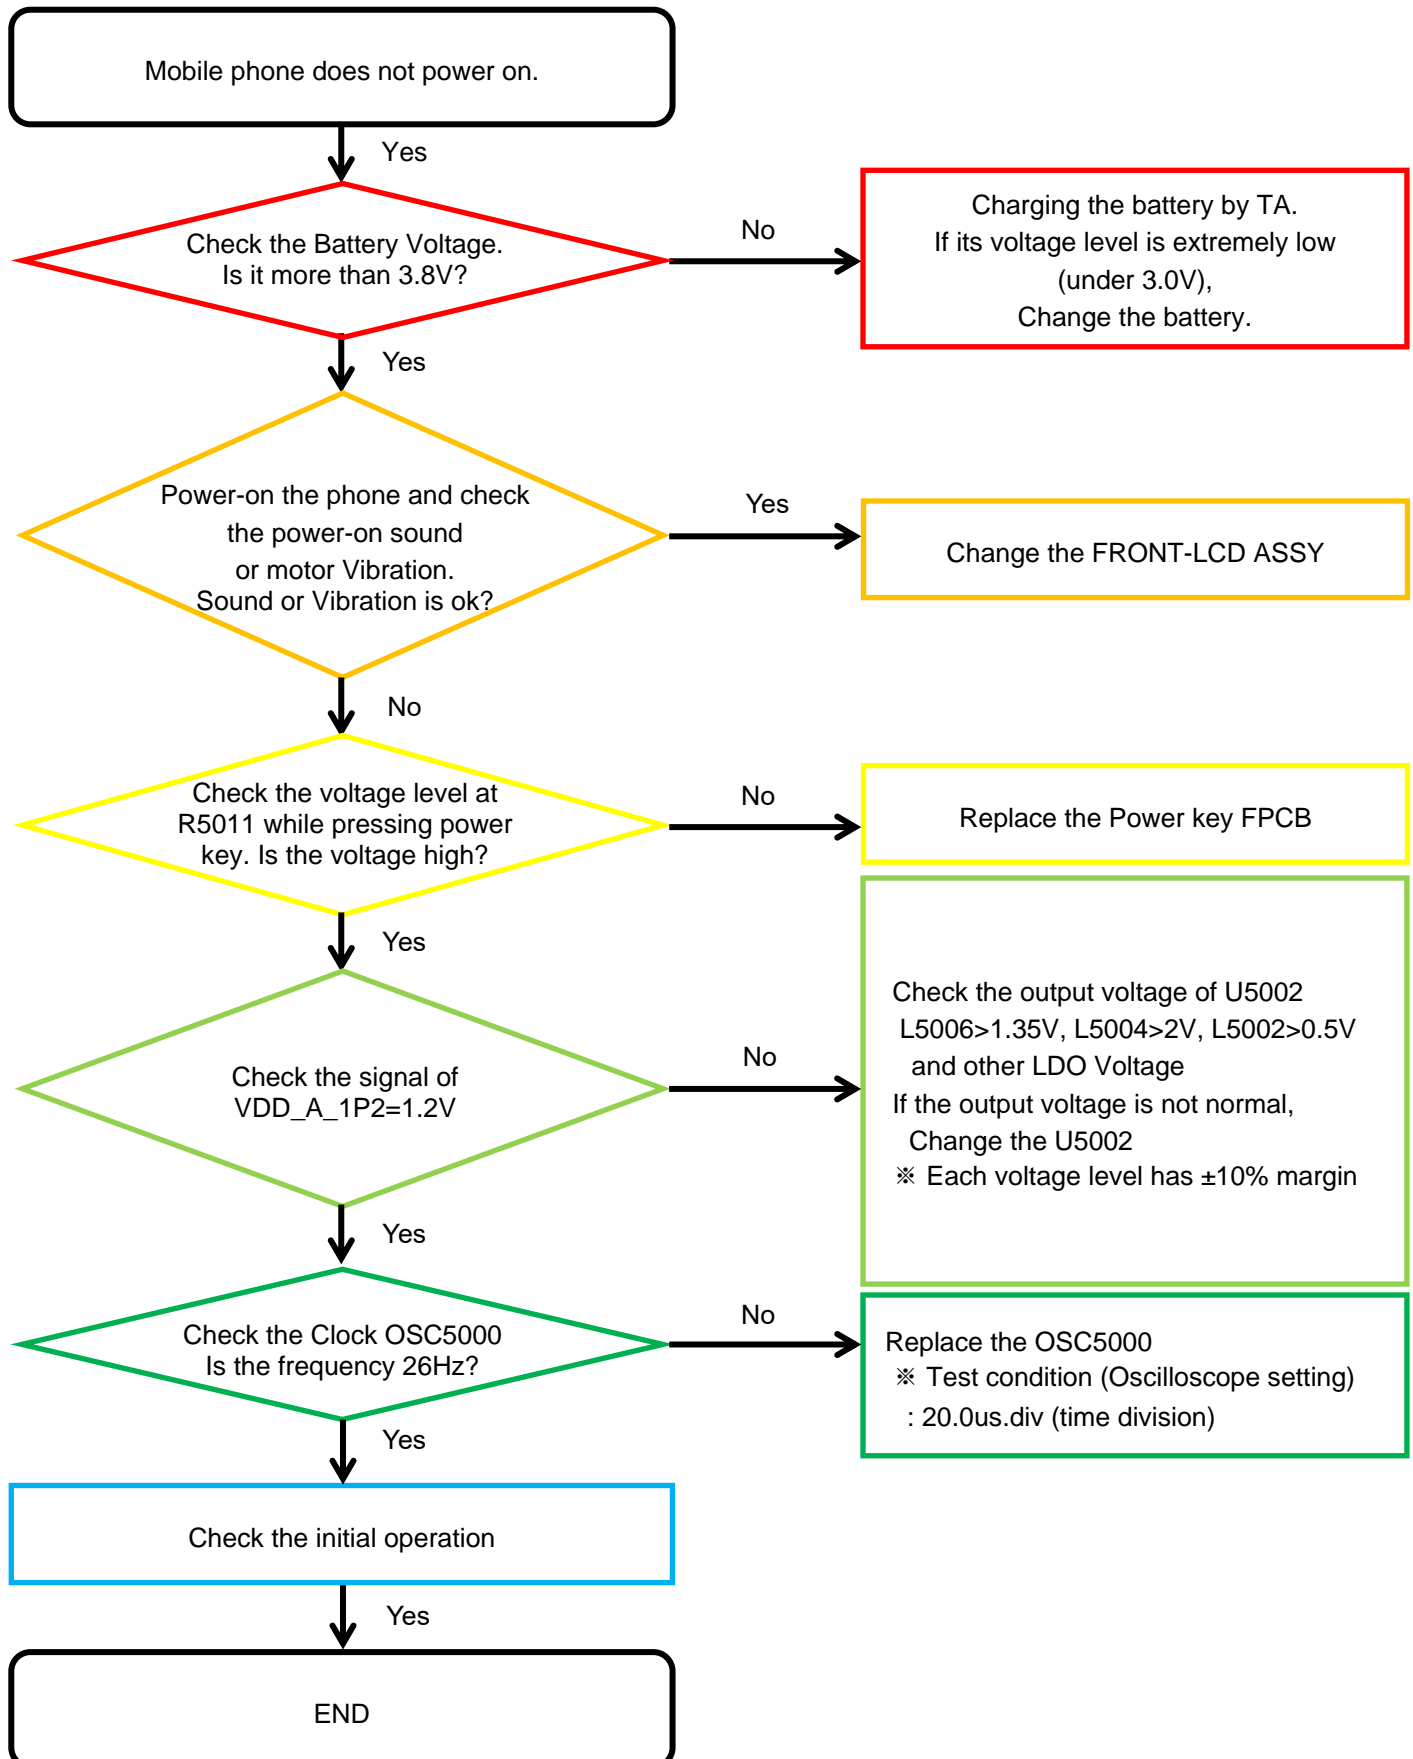 Mobile phone does not power on.
Yes
Check the Battery Voltage.
Is it more than 3.8V?
No
Charging the battery by TA.
If its voltage level is extremely low
(under 3.0V),
Change the battery.
Yes
Power-on the phone and check
the power-on sound
or motor Vibration.
Sound or Vibration is ok?
Yes
Change the FRONT-LCD ASSY
No
Check the voltage level at
R5011 while pressing power
key. Is the voltage high?
No
Replace the Power key FPCB
Yes
Check the signal of
VDD_A_1P2=1.2V
No
Check the output voltage of U5002
L5006>1.35V, L5004>2V, L5002>0.5V
and other LDO Voltage
If the output voltage is not normal,
Change the U5002
※ Each voltage level has ±10% margin
Yes
Check the Clock OSC5000
Is the frequency 26Hz?
No
Replace the OSC5000
※ Test condition (Oscilloscope setting)
: 20.0us.div (time division)
Yes
Check the initial operation
Yes
END